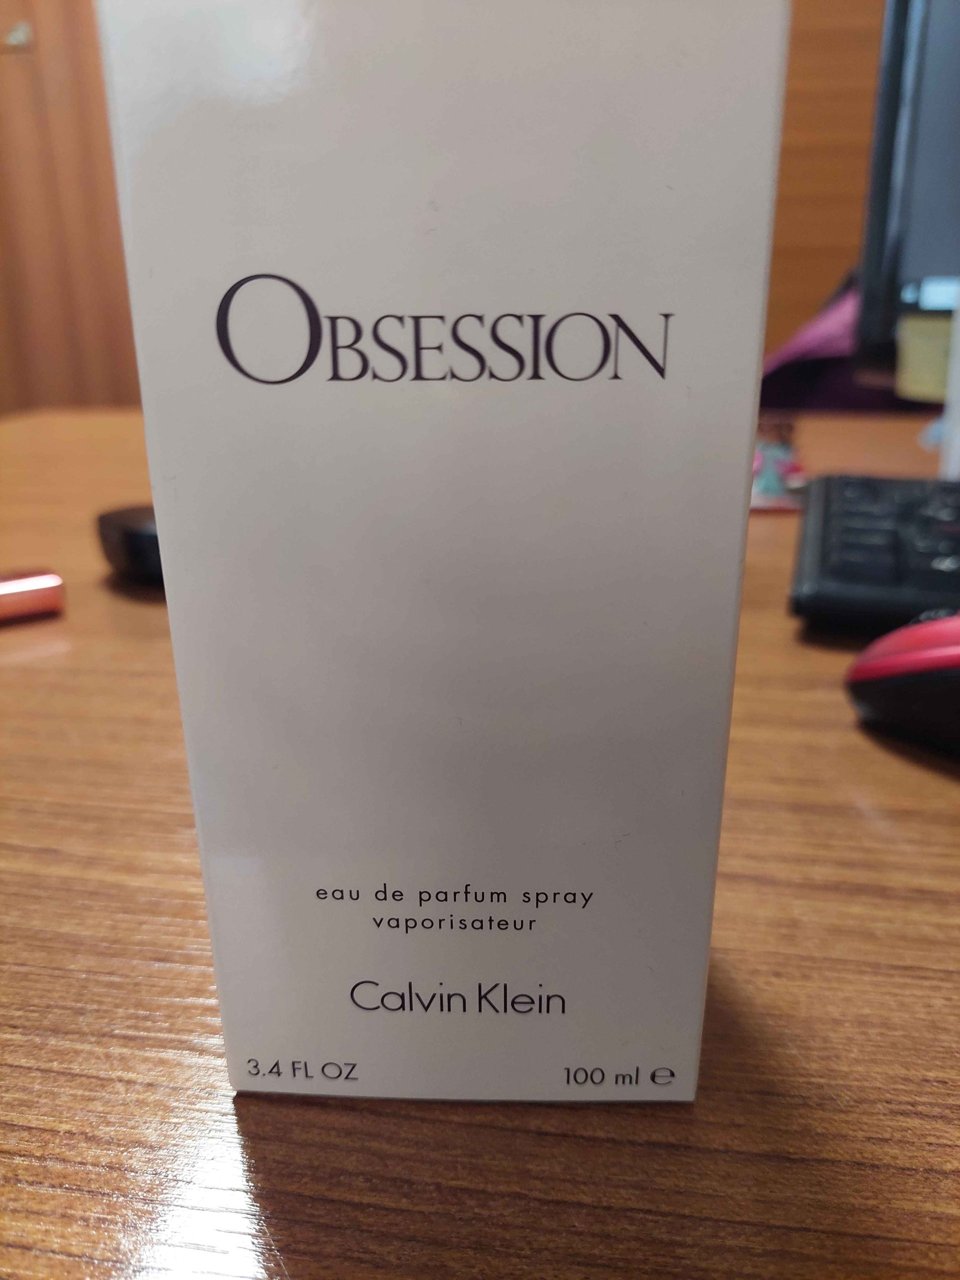 OBSESSION
eau de parfum spray
vaporisateur
Calvin Klein
3.4 FL OZ
100 ml ℮